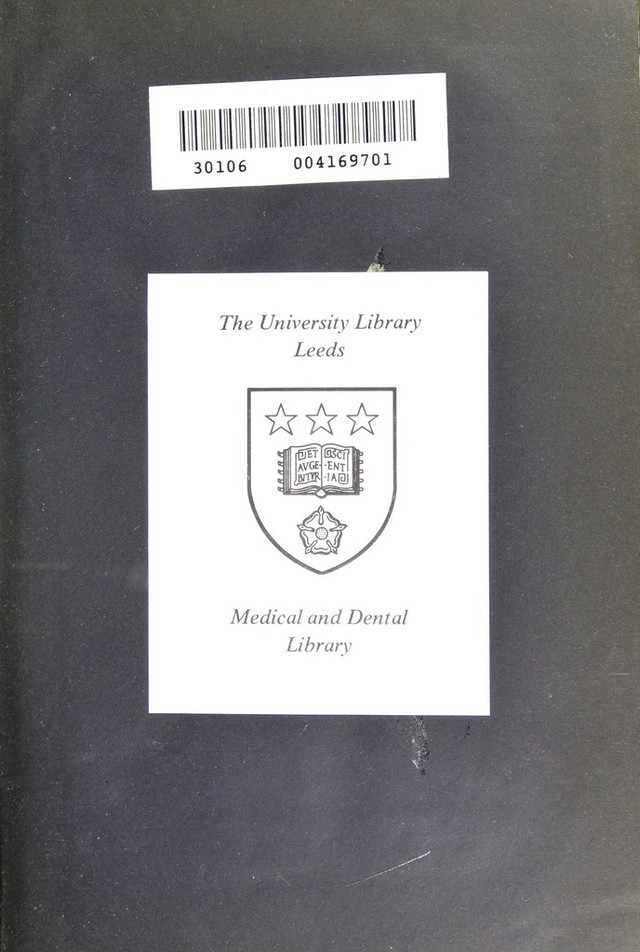 30106 004169701
The University Library
Leeds
ET AVGE- BITVR
SCI -ENT -IA
Medical and Dental
Library